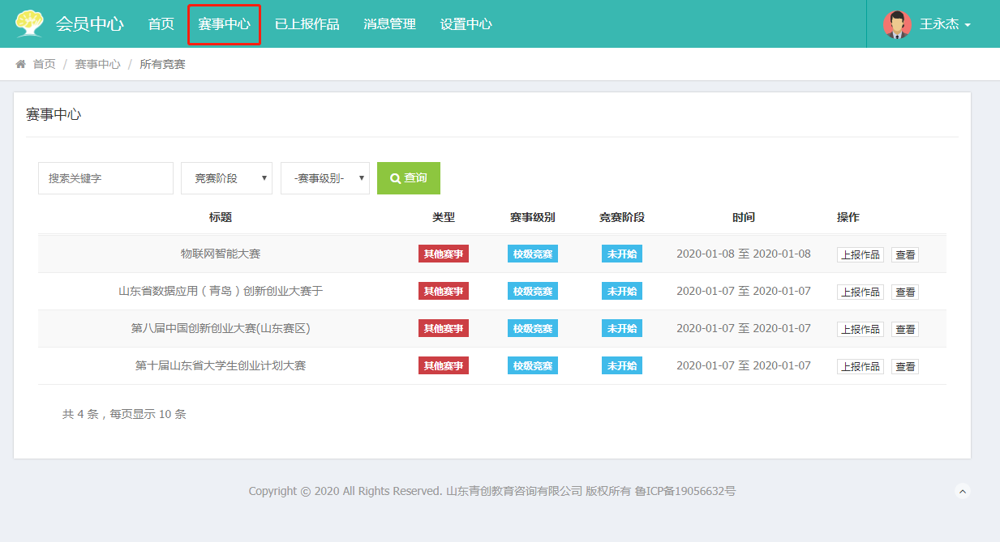 会员中心 首页 赛事中心 已上报作品 消息管理 设置中心 王永杰
首页 / 赛事中心 / 所有竞赛
赛事中心
搜索关键字 竞赛阶段 -赛事级别- 查询
标题 类型 赛事级别 竞赛阶段 时间 操作
物联网智能大赛 其他赛事 校级竞赛 未开始 2020-01-08 至 2020-01-08 上报作品 查看
山东省数据应用（青岛）创新创业大赛于 其他赛事 校级竞赛 未开始 2020-01-07 至 2020-01-07 上报作品 查看
第八届中国创新创业大赛(山东赛区) 其他赛事 校级竞赛 未开始 2020-01-07 至 2020-01-07 上报作品 查看
第十届山东省大学生创业计划大赛 其他赛事 校级竞赛 未开始 2020-01-07 至 2020-01-07 上报作品 查看
共 4 条，每页显示 10 条
Copyright © 2020 All Rights Reserved. 山东青创教育咨询有限公司 版权所有 鲁ICP备19056632号